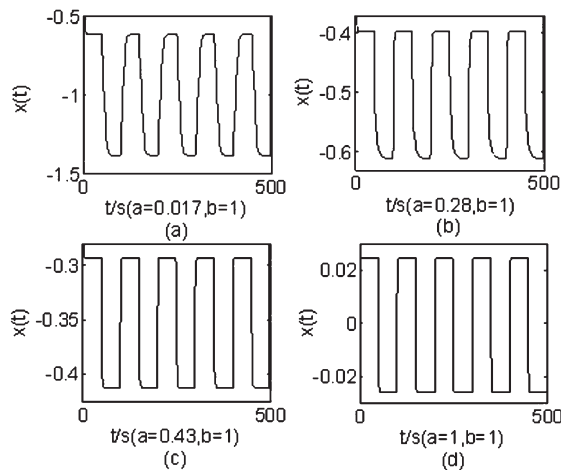 -0.5
-1
-1.5
x(t)
0
500
t/s(a=0.017,b=1)
(a)
-0.4
-0.5
-0.6
x(t)
0
500
t/s(a=0.28,b=1)
(b)
-0.3
-0.35
-0.4
x(t)
0
500
t/s(a=0.43,b=1)
(c)
0.02
0
-0.02
x(t)
0
500
t/s(a=1,b=1)
(d)